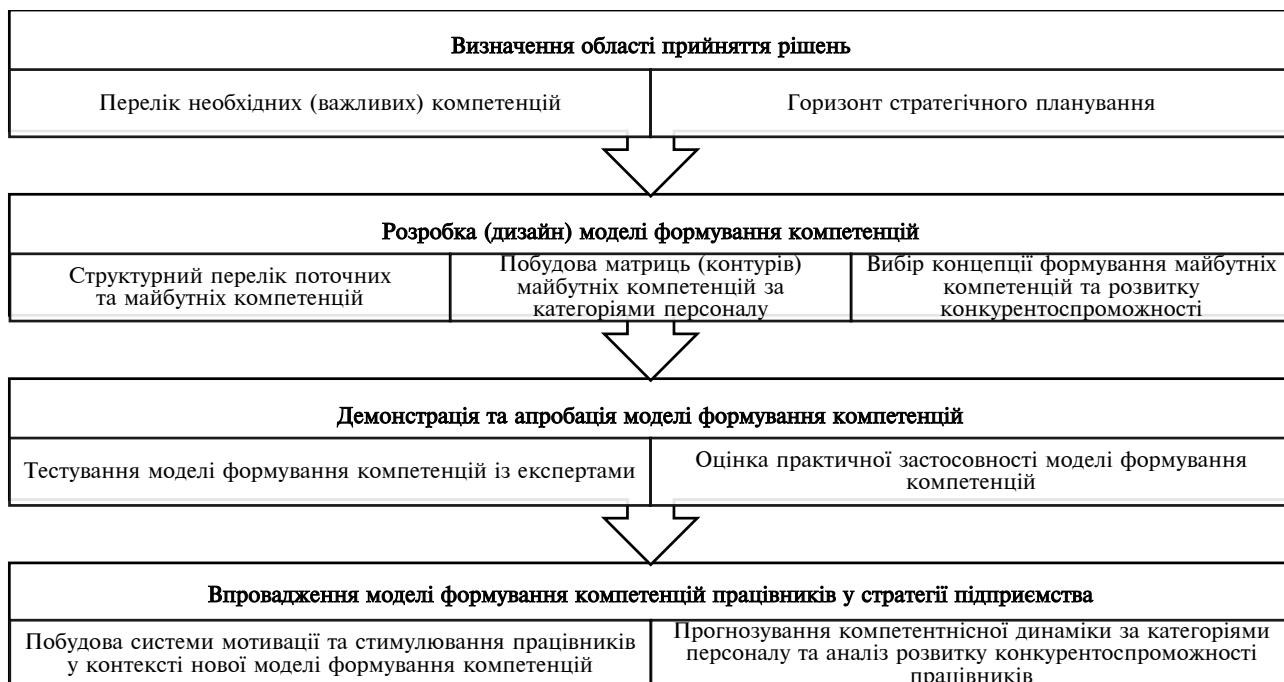 Визначення області прийняття рішень
Перелік необхідних (важливих) компетенцій
Горизонт стратегічного планування
Розробка (дизайн) моделі формування компетенцій
Структурний перелік поточних
та майбутніх компетенцій
Побудова матриць (контурів)
майбутніх компетенцій за
категоріями персоналу
Вибір концепції формування майбутніх
компетенцій та розвитку
конкурентоспроможності
Демонстрація та апробація моделі формування компетенцій
Тестування моделі формування компетенцій із експертами
Оцінка практичної застосовності моделі формування
компетенцій
Впровадження моделі формування компетенцій працівників у стратегії підприємства
Побудова системи мотивації та стимулювання працівників
у контексті нової моделі формування компетенцій
Прогнозування компетентнісної динаміки за категоріями
персоналу та аналіз розвитку конкурентоспроможності
працівників